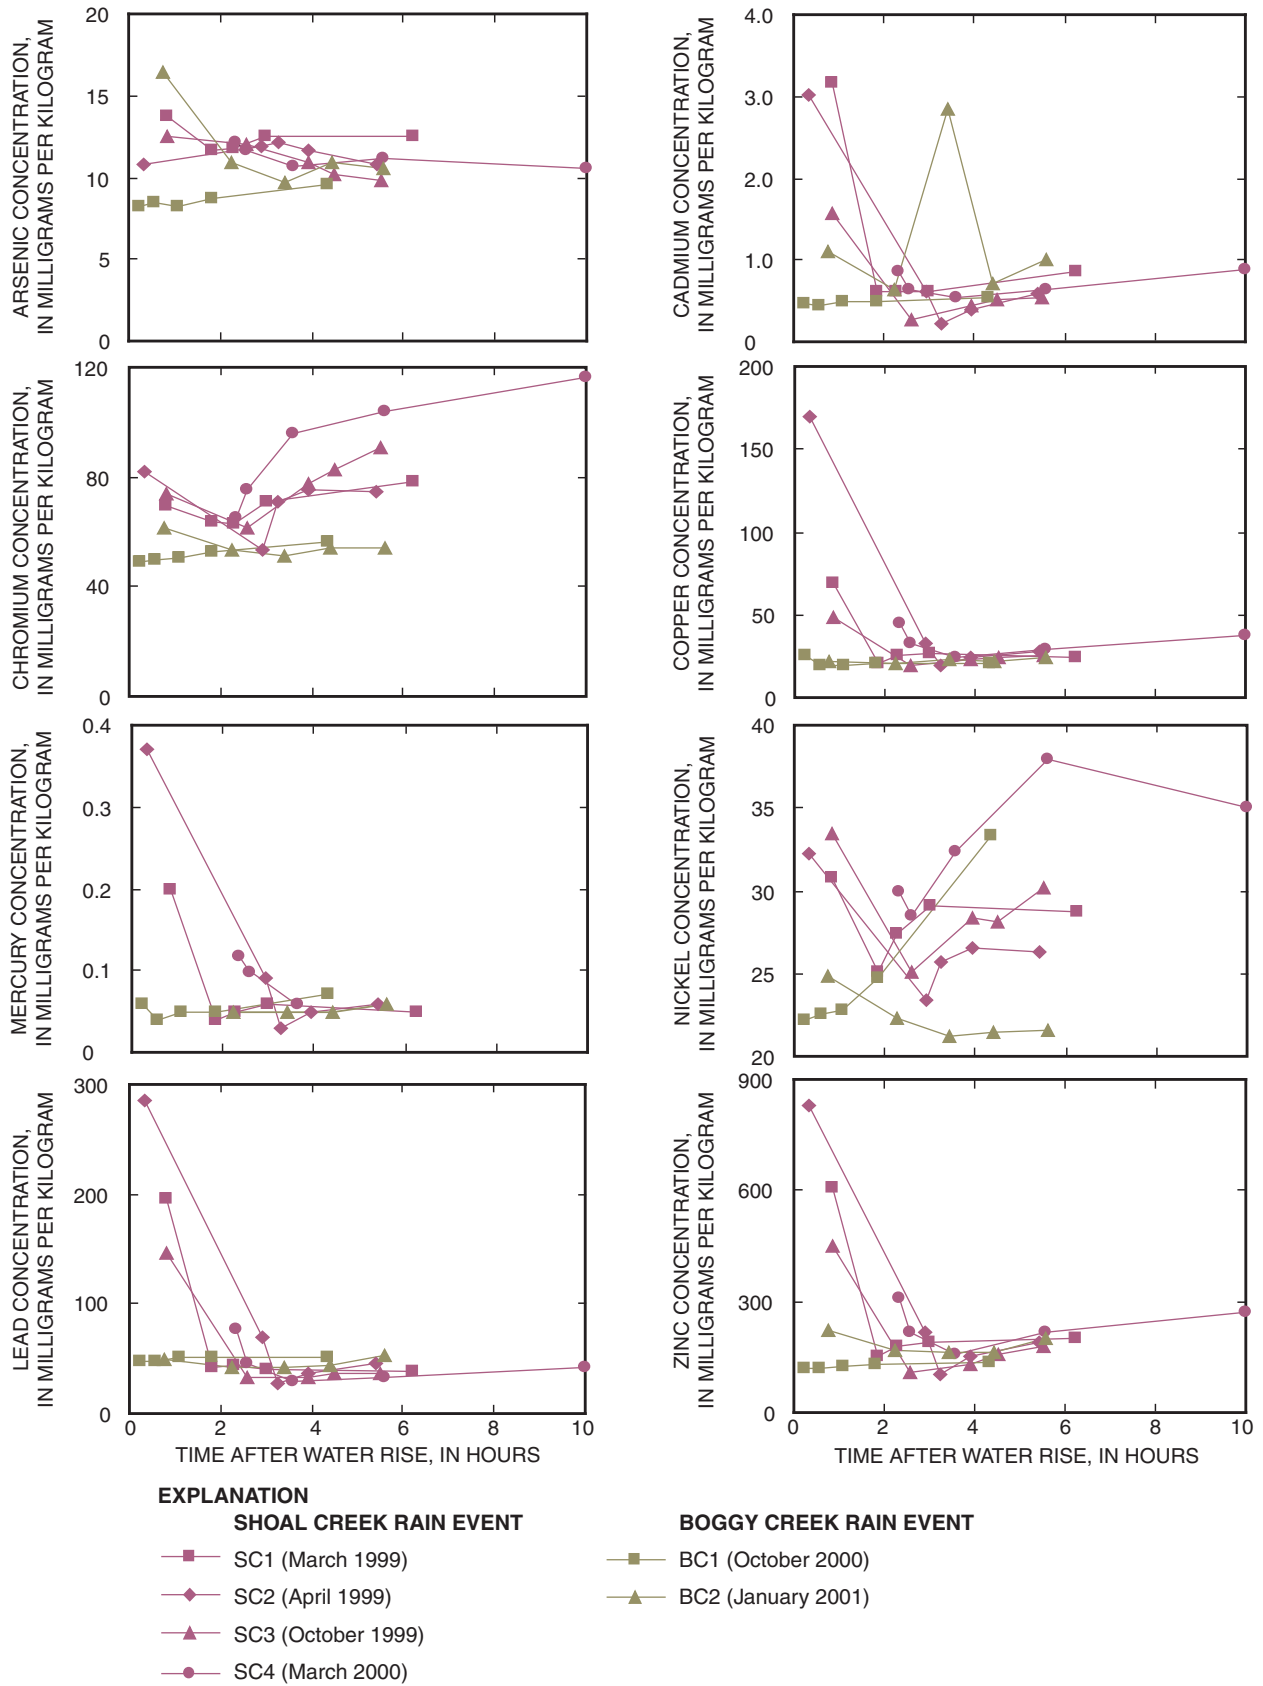 ARSENIC CONCENTRATION,
IN MILLIGRAMS PER KILOGRAM
20
15
10
5
0
CADMIUM CONCENTRATION,
IN MILLIGRAMS PER KILOGRAM
4.0
3.0
2.0
1.0
0
CHROMIUM CONCENTRATION,
IN MILLIGRAMS PER KILOGRAM
120
80
40
0
COPPER CONCENTRATION,
IN MILLIGRAMS PER KILOGRAM
200
150
100
50
0
MERCURY CONCENTRATION,
IN MILLIGRAMS PER KILOGRAM
0.4
0.3
0.2
0.1
0
NICKEL CONCENTRATION,
IN MILLIGRAMS PER KILOGRAM
40
35
30
25
20
LEAD CONCENTRATION,
IN MILLIGRAMS PER KILOGRAM
300
200
100
0
0 2 4 6 8 10
TIME AFTER WATER RISE, IN HOURS
ZINC CONCENTRATION,
IN MILLIGRAMS PER KILOGRAM
900
600
300
0
0 2 4 6 8 10
TIME AFTER WATER RISE, IN HOURS
EXPLANATION
SHOAL CREEK RAIN EVENT
SC1 (March 1999)
SC2 (April 1999)
SC3 (October 1999)
SC4 (March 2000)
BOGGY CREEK RAIN EVENT
BC1 (October 2000)
BC2 (January 2001)